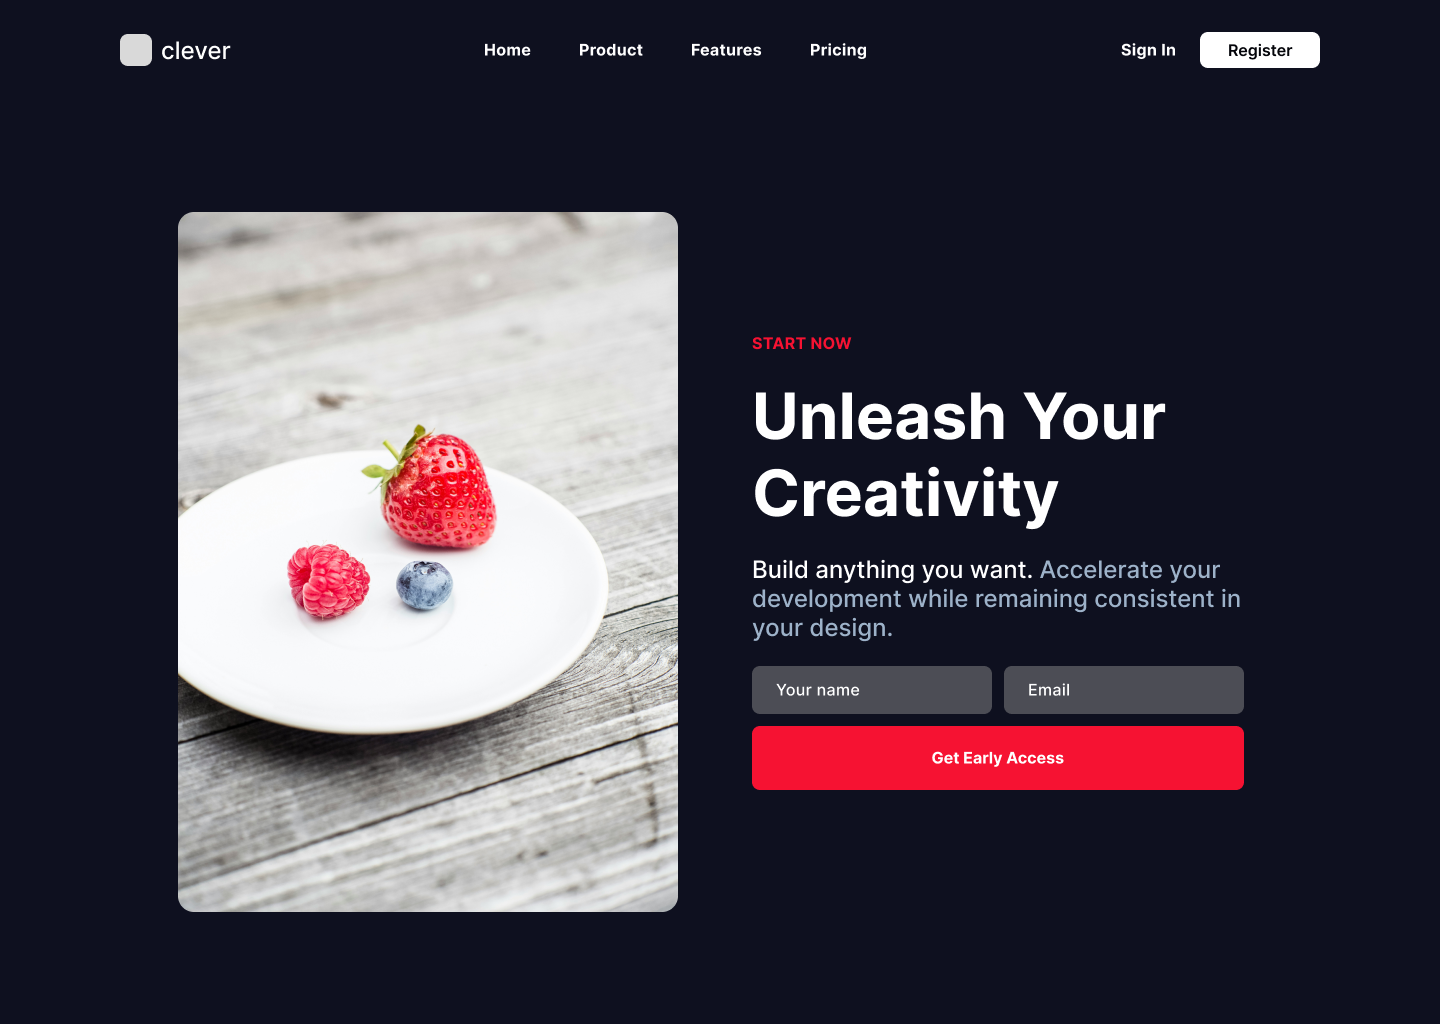 clever
Home Product Features Pricing
Sign In Register
START NOW
Unleash Your
Creativity
Build anything you want. Accelerate your
development while remaining consistent in
your design.
Your name Email
Get Early Access